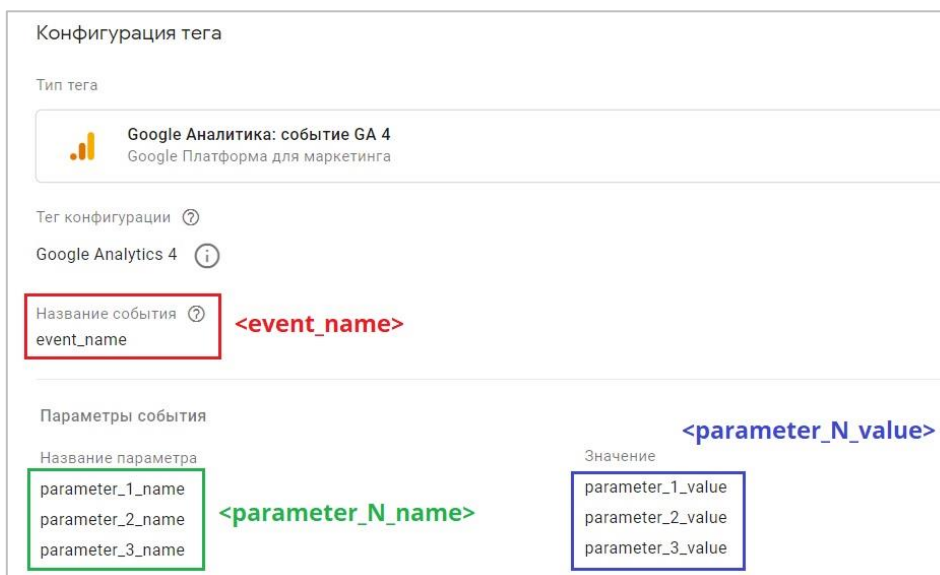 Конфигурация тега
Тип тега
Google Аналитика: событие GA 4
Google Платформа для маркетинга
Тег конфигурации
Google Analytics 4
Название события
event_name
<event_name>
Параметры события
<parameter_N_value>
Название параметра
Значение
parameter_1_name
parameter_2_name
parameter_3_name
<parameter_N_name>
parameter_1_value
parameter_2_value
parameter_3_value